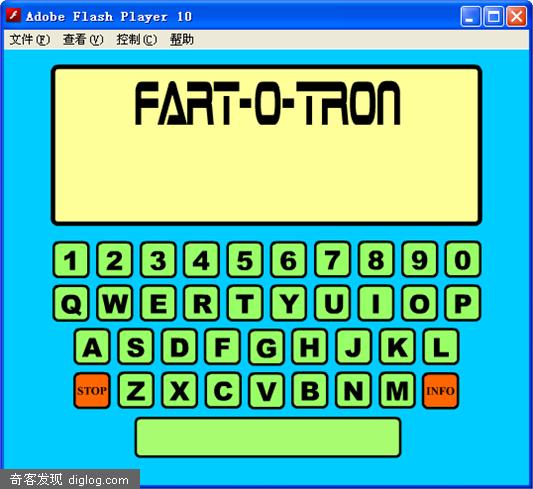 Adobe Flash Player 10
文件(F) 查看(V) 控制(C) 帮助
FART-O-TRON
1 2 3 4 5 6 7 8 9 0
Q W E R T Y U I O P
A S D F G H J K L
STOP Z X C V B N M INFO
奇客发现 diglog.com